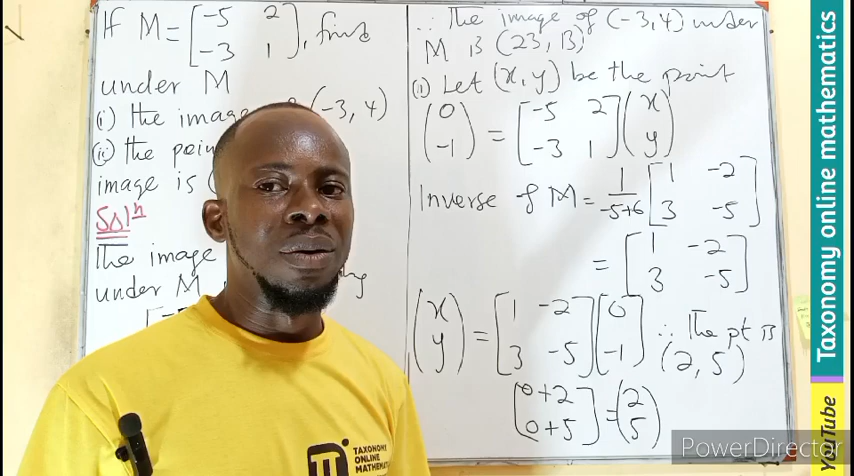 If M = [-5 2
-3 1], find
under M
(i) the image of (-3, 4)
(ii) the point
image is (
Soln
The image
under M
∴ The image of (-3, 4) under
M is (23, 13)
(ii) Let (x, y) be the point
(0
-1) = [-5 2
-3 1] (x
y)
Inverse of M = 1/-5+6 [1 -2
3 -5]
= [1 -2
3 -5]
(x
y) = [1 -2
3 -5] [0
-1]
∴ The pt is
(2, 5)
[0+2
0+5] = (2
5)
TAXONOMY
ONLINE
MATHEMAT
Taxonomy online mathematics
YouTube
PowerDirector